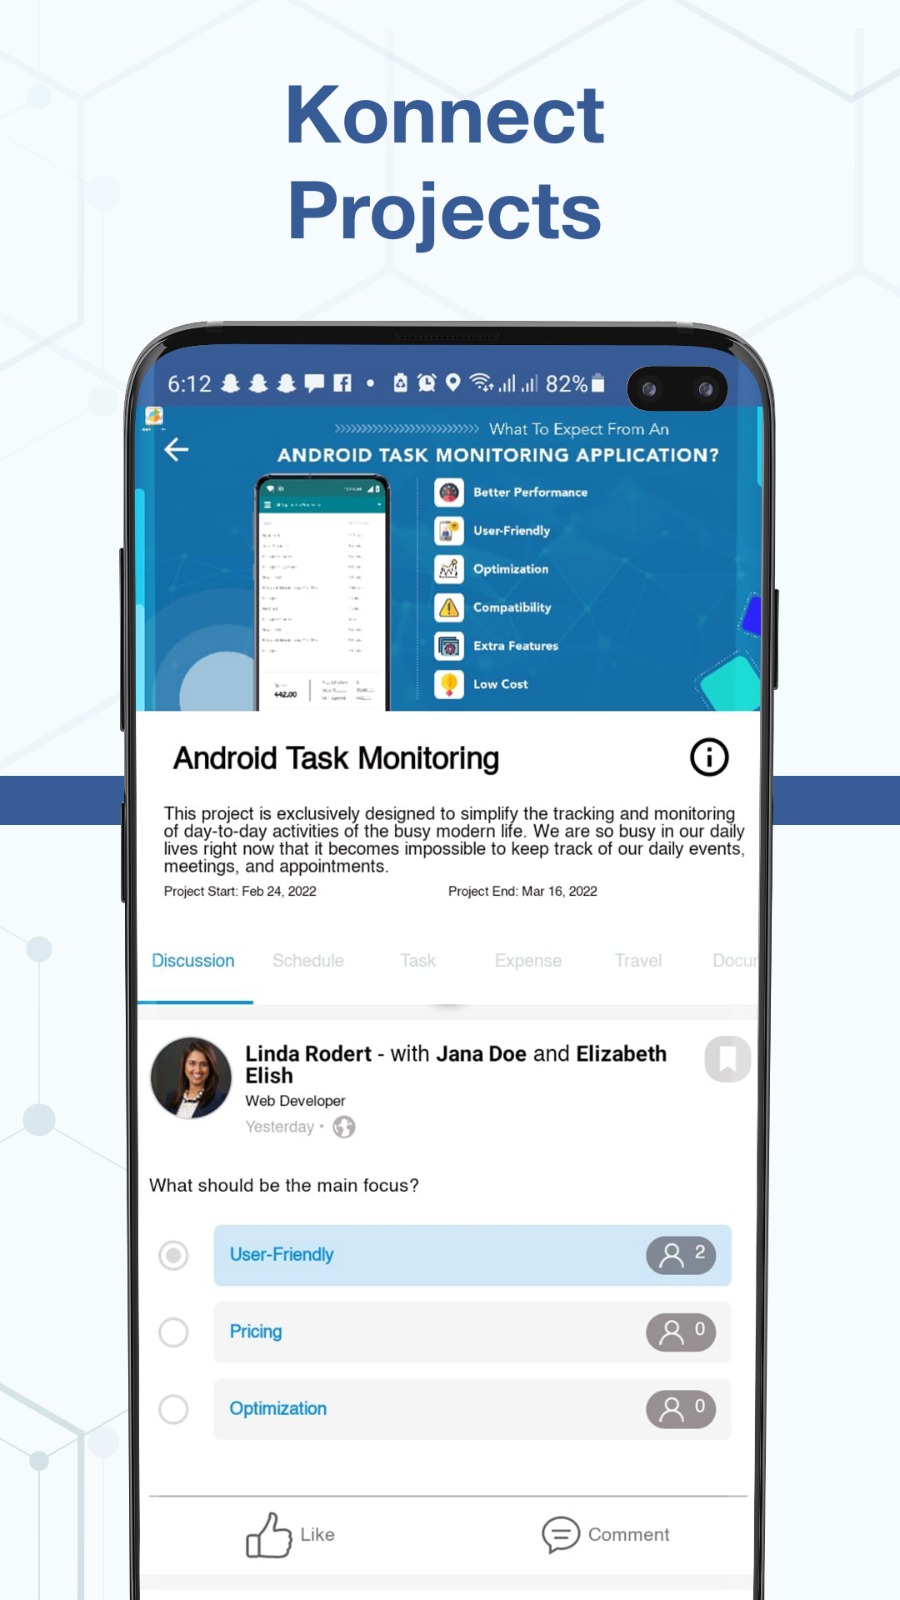 Konnect
Projects
6:12
82%
What To Expect From An
ANDROID TASK MONITORING APPLICATION?
Better Performance
User-Friendly
Optimization
Compatibility
Extra Features
Low Cost
Android Task Monitoring
This project is exclusively designed to simplify the tracking and monitoring
of day-to-day activities of the busy modern life. We are so busy in our daily
lives right now that it becomes impossible to keep track of our daily events,
meetings, and appointments.
Project Start: Feb 24, 2022 Project End: Mar 16, 2022
Discussion Schedule Task Expense Travel Docur
Linda Rodert - with Jana Doe and Elizabeth
Elish
Web Developer
Yesterday •
What should be the main focus?
User-Friendly 2
Pricing 0
Optimization 0
Like Comment